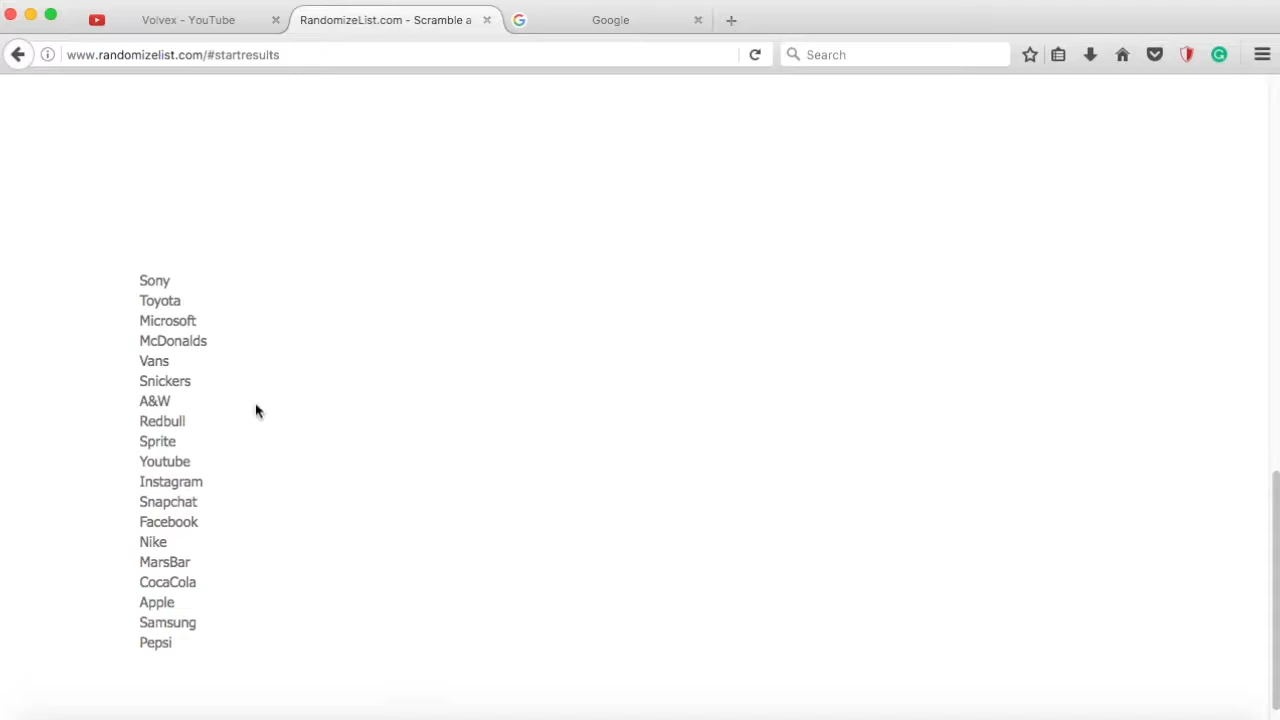 Volvex - YouTube
RandomizeList.com - Scramble a
Google
www.randomizelist.com/#startresults
Search
Sony
Toyota
Microsoft
McDonalds
Vans
Snickers
A&W
Redbull
Sprite
Youtube
Instagram
Snapchat
Facebook
Nike
MarsBar
CocaCola
Apple
Samsung
Pepsi